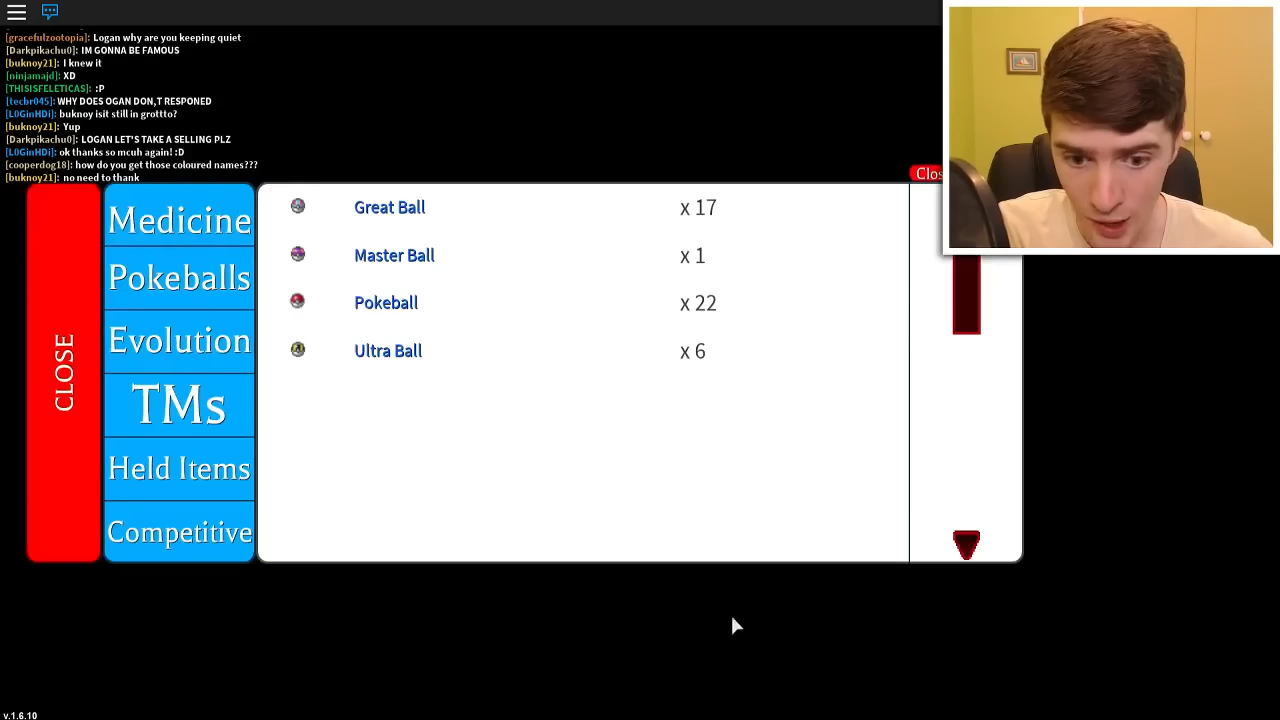 [gracefulzootopia]: Logan why are you keeping quiet
[Darkpikachu0]: IM GONNA BE FAMOUS
[buknoy21]: I knew it
[ninjamajd]: XD
[THISISFELETICAS]: :P
[tecbr045]: WHY DOES OGAN DON,T RESPONED
[L0GinHDi]: buknoy isit still in grottto?
[buknoy21]: Yup
[Darkpikachu0]: LOGAN LET'S TAKE A SELLING PLZ
[L0GinHDi]: ok thanks so mcuh again! :D
[cooperdog18]: how do you get those coloured names???
[buknoy21]: no need to thank
Clos
CLOSE
Medicine
Pokeballs
Evolution
TMs
Held Items
Competitive
Great Ball x 17
Master Ball x 1
Pokeball x 22
Ultra Ball x 6
v.1.6.10